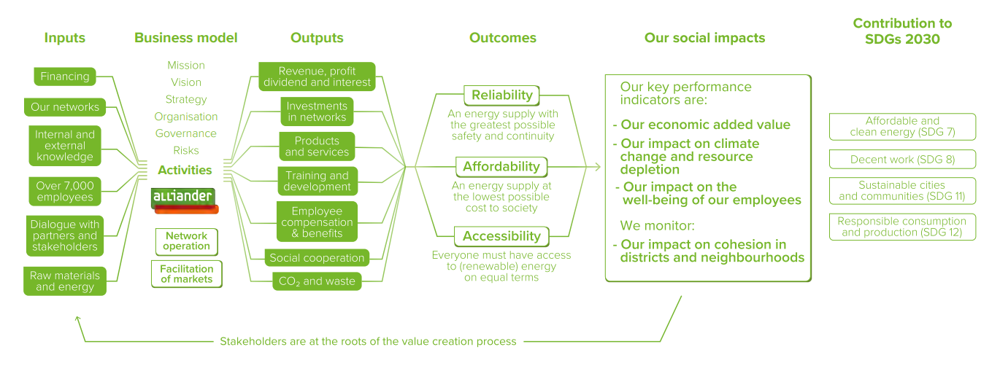 Inputs
Financing
Our networks
Internal and
external
knowledge
Over 7,000
employees
Dialogue with
partners and
stakeholders
Raw materials
and energy
Business model
Mission
Vision
Strategy
Organisation
Governance
Risks
Activities
alliander
Network
operation
Facilitation
of markets
Outputs
Revenue, profit
dividend and interest
Investments
in networks
Products
and services
Training and
development
Employee
compensation
& benefits
Social cooperation
CO₂ and waste
Outcomes
Reliability
An energy supply with
the greatest possible
safety and continuity
Affordability
An energy supply at
the lowest possible
cost to society
Accessibility
Everyone must have access
to (renewable) energy
on equal terms
Our social impacts
Our key performance
indicators are:
- Our economic added value
- Our impact on climate
change and resource
depletion
- Our impact on the
well-being of our employees
We monitor:
- Our impact on cohesion in
districts and neighbourhoods
Contribution to
SDGs 2030
Affordable and
clean energy (SDG 7)
Decent work (SDG 8)
Sustainable cities
and communities (SDG 11)
Responsible consumption
and production (SDG 12)
Stakeholders are at the roots of the value creation process